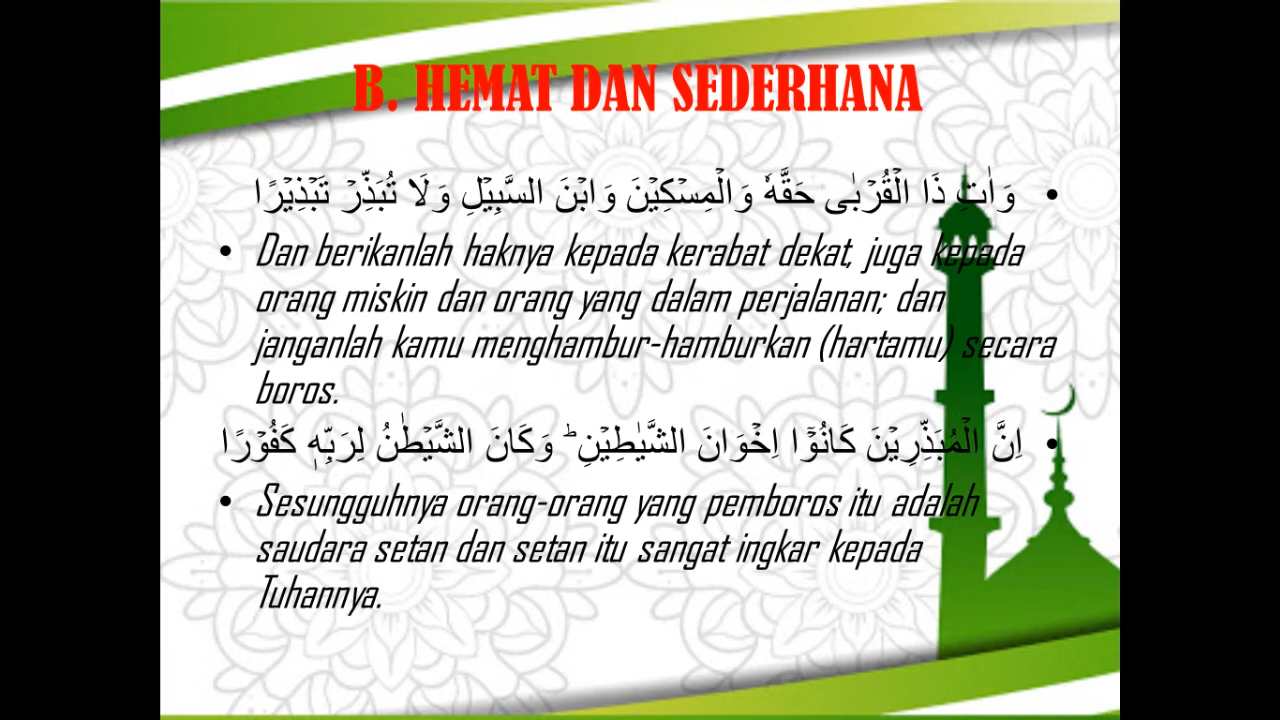 B. HEMAT DAN SEDERHANA
• وَاٰتِ ذَا الْقُرْبٰى حَقَّهٗ وَالْمِسْكِيْنَ وَابْنَ السَّبِيْلِ وَلَا تُبَذِّرْ تَبْذِيْرًا
• Dan berikanlah haknya kepada kerabat dekat, juga kepada
orang miskin dan orang yang dalam perjalanan; dan
janganlah kamu menghambur-hamburkan (hartamu) secara
boros.
• اِنَّ الْمُبَذِّرِيْنَ كَانُوْٓا اِخْوَانَ الشَّيٰطِيْنِ ۗ وَكَانَ الشَّيْطٰنُ لِرَبِّهٖ كَفُوْرًا
• Sesungguhnya orang-orang yang pemboros itu adalah
saudara setan dan setan itu sangat ingkar kepada
Tuhannya.